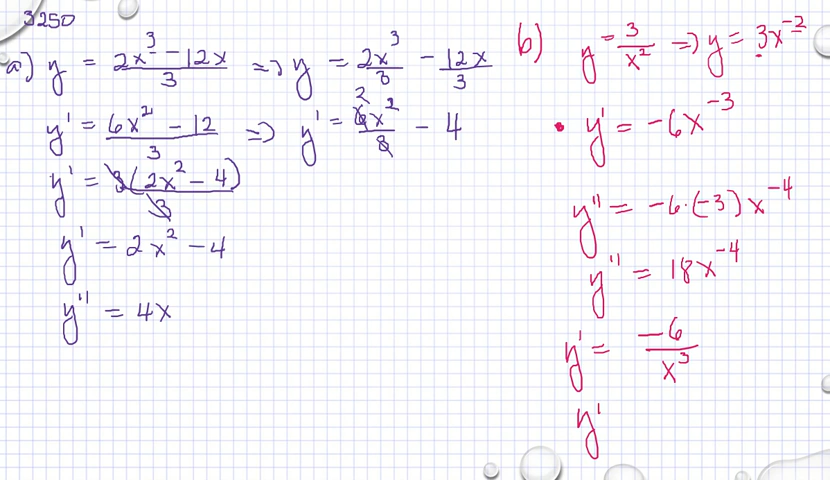 3250
a) y = (2x³ - 12x)/3 => y = 2x³/3 - 12x/3
y' = (6x² - 12)/3 => y' = 6x²/3 - 4
2
y' = 3(2x² - 4)/3
y' = 2x² - 4
y'' = 4x
b) y = 3/x² => y = 3x⁻²
y' = -6x⁻³
y'' = -6·(-3)x⁻⁴
y'' = 18x⁻⁴
y' = -6/x³
y'